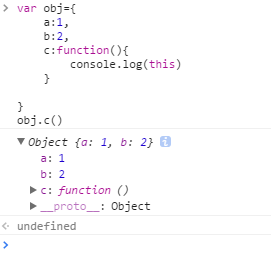 > var obj={
a:1,
b:2,
c:function(){
console.log(this)
}
}
obj.c()
▼ Object {a: 1, b: 2} i
a: 1
b: 2
▶ c: function ()
▶ __proto__: Object
<· undefined
>